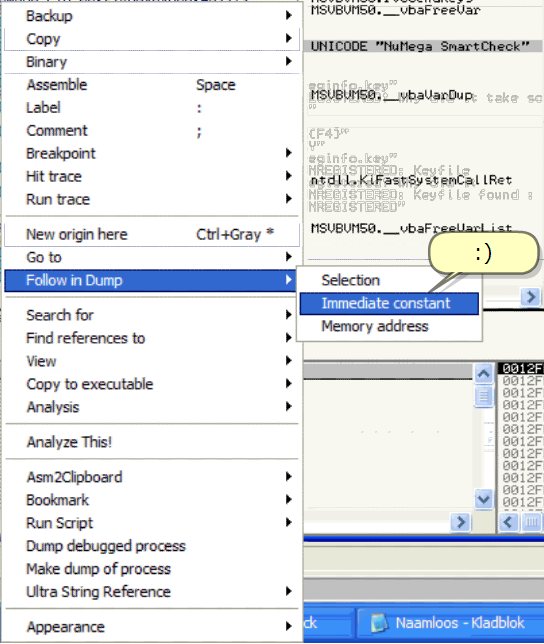 Backup
MSVBVM50.__vbaFreeVar
Copy
UNICODE "NuMega SmartCheck"
Binary
Assemble Space
eginfo.key"
MSVBVM50.__vbaVarDup
Label :
Comment ;
(F4)"
Breakpoint
eginfo.key"
NREGISTERED: Keyfile
Hit trace
ntdll.KiFastSystemCallRet
Run trace
NREGISTERED: Keyfile found :
NREGISTERED"
New origin here Ctrl+Gray *
MSVBVM50.__vbaFreeVarList
Go to
:)
Follow in Dump
Selection
Immediate constant
Memory address
Search for
Find references to
View
Copy to executable
Analysis
Analyze This!
Asm2Clipboard
Bookmark
Run Script
Dump debugged process
Make dump of process
Ultra String Reference
Appearance
0012F
0012F
0012F
0012F
0012F
0012F
0012F
0012F
0012F
0012F
0012F
0012F
ck
Naamloos - Kladblok